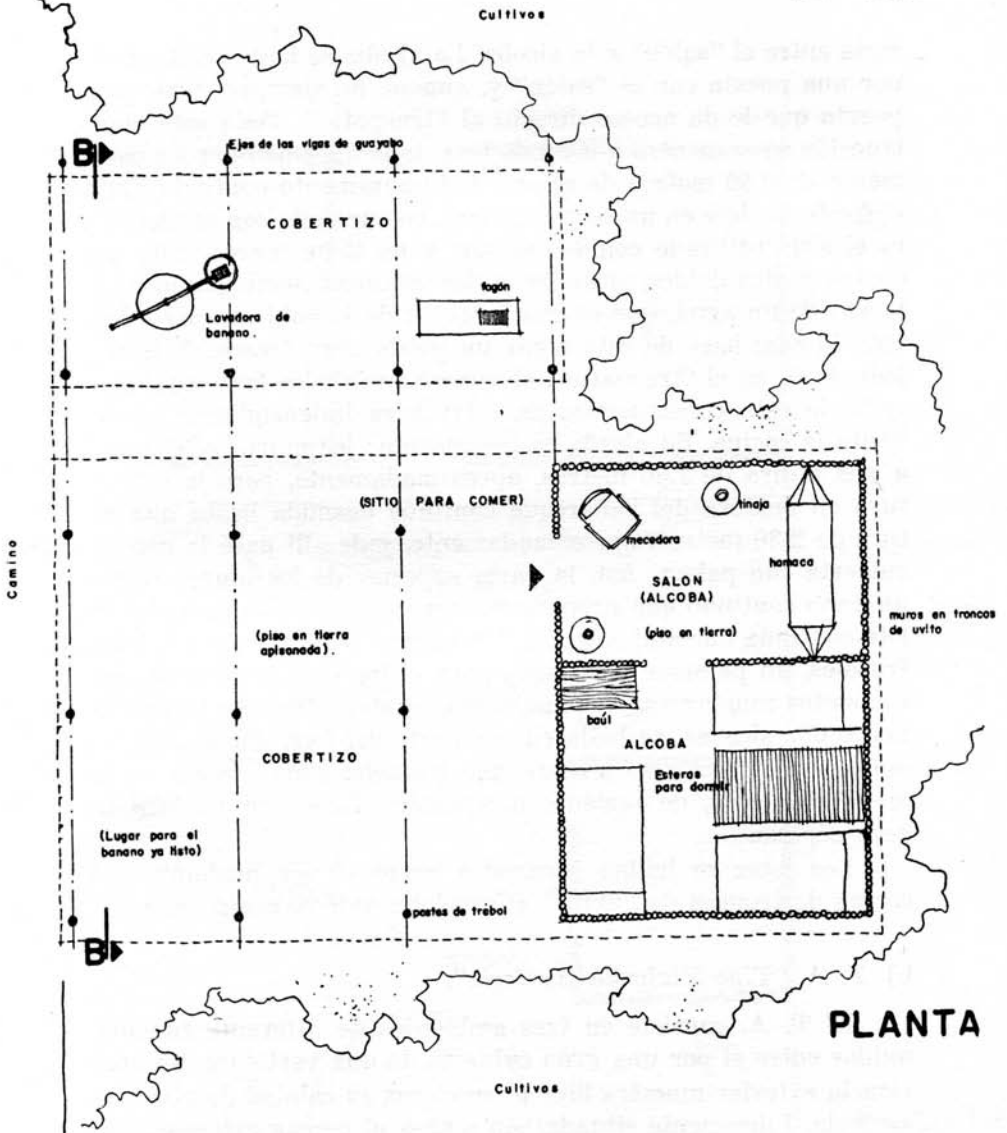 Cultivos
B
Ejes de las vigas de guayabo
COBERTIZO
fogón
Lavadora de
banano.
(SITIO PARA COMER)
tinaja
mecedora
hamaca
Camino
SALON
(ALCOBA)
muros en troncos
de uvito
(piso en tierra
apisonada).
(piso en tierra)
baúl
ALCOBA
COBERTIZO
Esteras
para dormir
(Lugar para el
banano ya listo)
postes de trébol
B
PLANTA
Cultivos